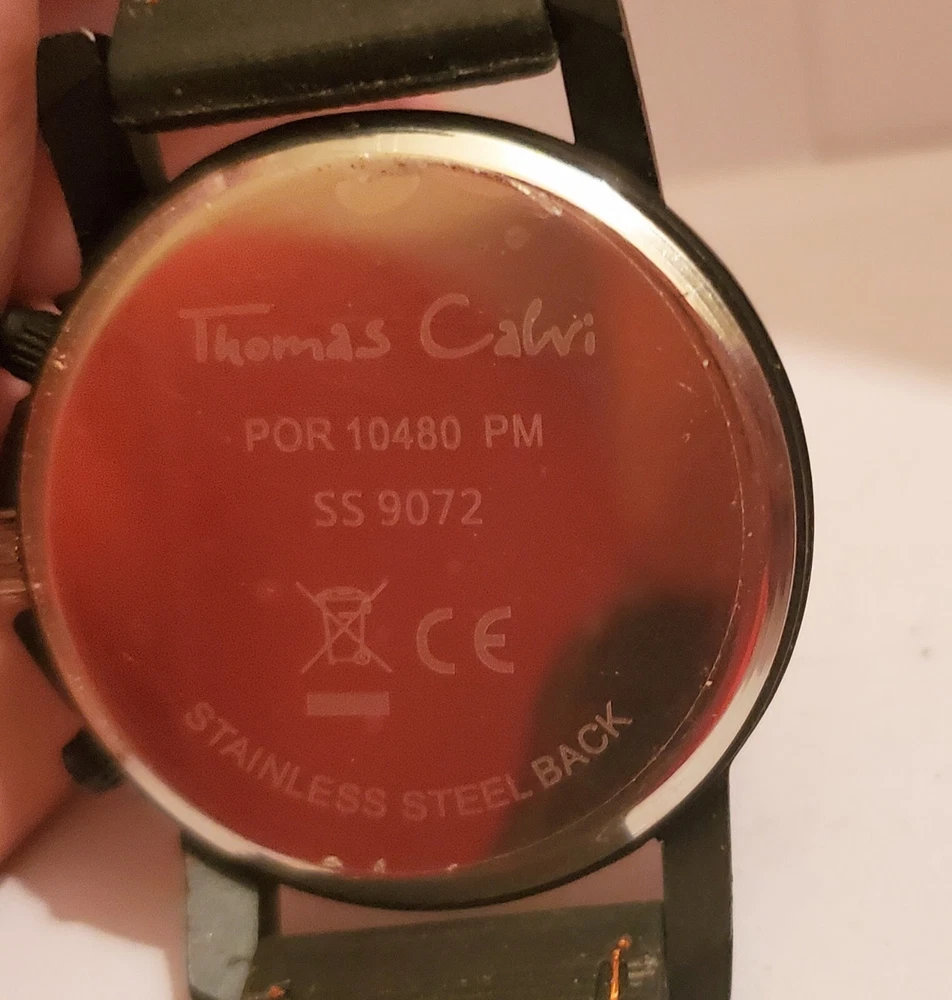 Thomas Calvi
POR 10480 PM
SS 9072
CE
STAINLESS STEEL BACK